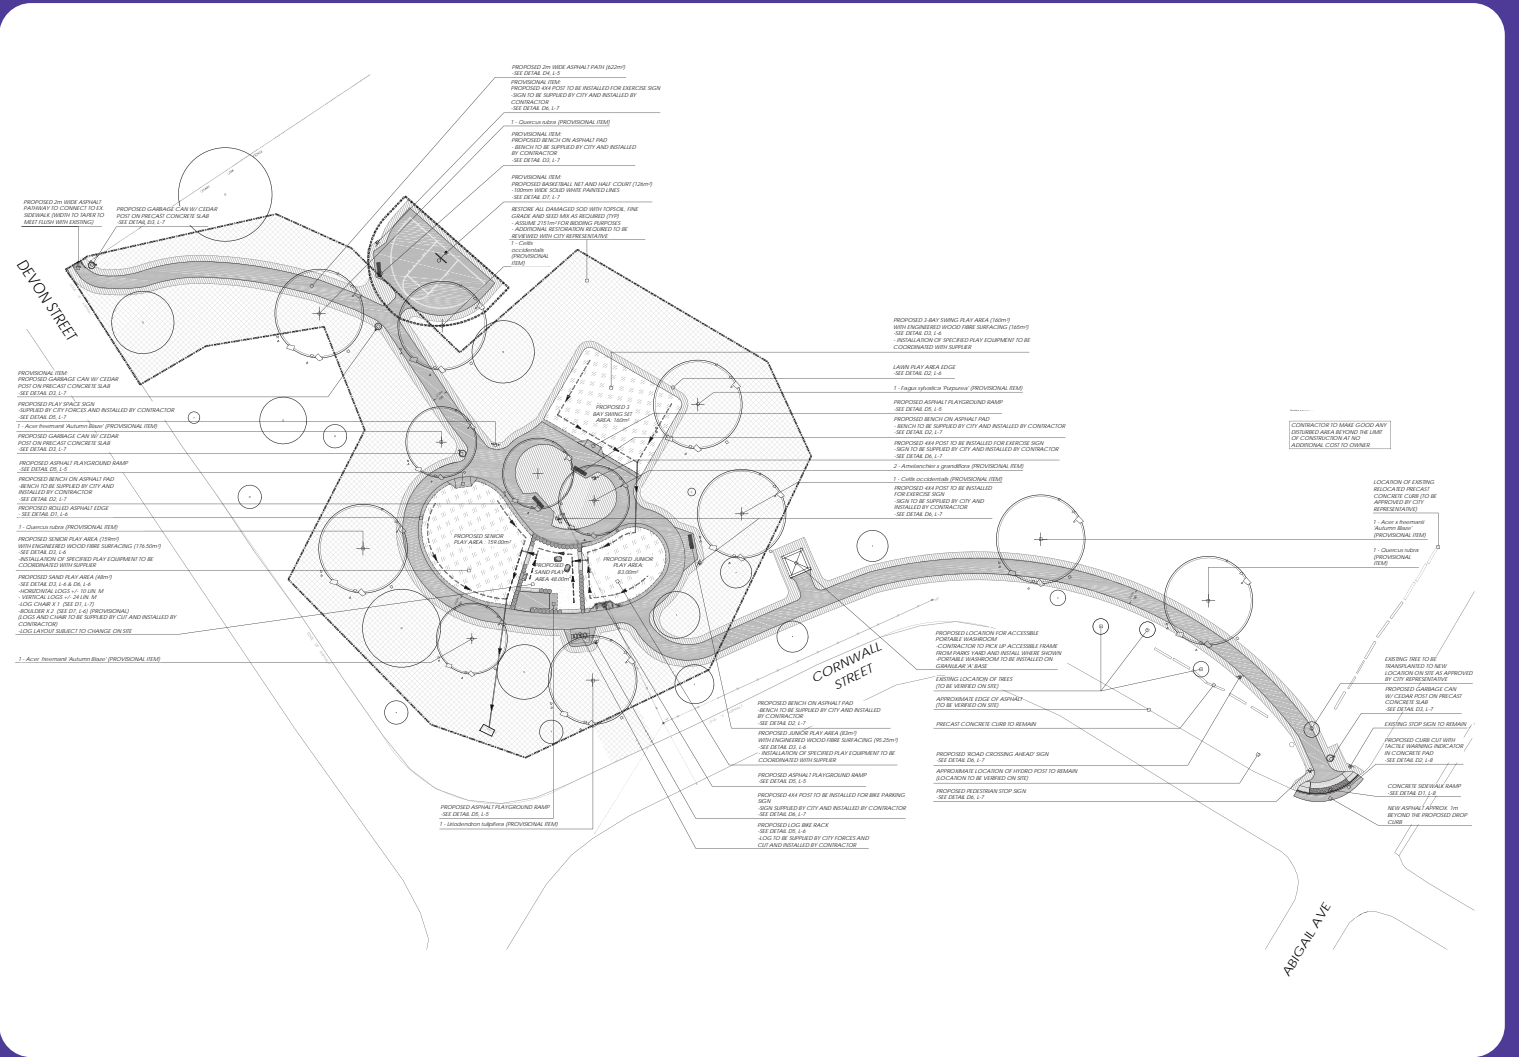 PROPOSED 2m WIDE ASPHALT PATH (622m²)
-SEE DETAIL D4, L-5
PROVISIONAL ITEM:
PROPOSED 4X4 POST TO BE INSTALLED FOR EXERCISE SIGN
-SIGN TO BE SUPPLIED BY CITY AND INSTALLED BY
CONTRACTOR
-SEE DETAIL D6, L-7
1 - Quercus rubra (PROVISIONAL ITEM)
PROVISIONAL ITEM:
PROPOSED BENCH ON ASPHALT PAD
- BENCH TO BE SUPPLIED BY CITY AND INSTALLED
BY CONTRACTOR
-SEE DETAIL D3, L-7
PROVISIONAL ITEM:
PROPOSED BASKETBALL NET AND HALF COURT (126m²)
-100mm WIDE SOLID WHITE PAINTED LINES
-SEE DETAIL D7, L-7
RESTORE ALL DAMAGED SOD WITH TOPSOIL, FINE
GRADE AND SEED MIX AS REQUIRED (TYP)
- ASSUME 2151m² FOR BIDDING PURPOSES
- ADDITIONAL RESTORATION REQUIRED TO BE
REVIEWED WITH CITY REPRESENTATIVE
1 - Celtis
occidentalis
(PROVISIONAL
ITEM)
PROPOSED 2m WIDE ASPHALT
PATHWAY TO CONNECT TO EX.
SIDEWALK (WIDTH TO TAPER TO
MEET FLUSH WITH EXISTING)
PROPOSED GARBAGE CAN W/ CEDAR
POST ON PRECAST CONCRETE SLAB
-SEE DETAIL D3, L-7
DEVON STREET
PROVISIONAL ITEM:
PROPOSED GARBAGE CAN W/ CEDAR
POST ON PRECAST CONCRETE SLAB
-SEE DETAIL D3, L-7
PROPOSED PLAY SPACE SIGN
-SUPPLIED BY CITY FORCES AND INSTALLED BY CONTRACTOR
-SEE DETAIL D5, L-7
1 - Acer freemanii 'Autumn Blaze' (PROVISIONAL ITEM)
PROPOSED GARBAGE CAN W/ CEDAR
POST ON PRECAST CONCRETE SLAB
-SEE DETAIL D3, L-7
PROPOSED ASPHALT PLAYGROUND RAMP
-SEE DETAIL D5, L-5
PROPOSED BENCH ON ASPHALT PAD
-BENCH TO BE SUPPLIED BY CITY AND
INSTALLED BY CONTRACTOR
-SEE DETAIL D2, L-7
PROPOSED ROLLED ASPHALT EDGE
-SEE DETAIL D1, L-6
1 - Quercus rubra (PROVISIONAL ITEM)
PROPOSED SENIOR PLAY AREA (159m²)
WITH ENGINEERED WOOD FIBRE SURFACING (176.50m²)
-SEE DETAIL D3, L-6
-INSTALLATION OF SPECIFIED PLAY EQUIPMENT TO BE
COORDINATED WITH SUPPLIER
PROPOSED SAND PLAY AREA (48m²)
-SEE DETAIL D3, L-6 & D6, L-6
-HORIZONTAL LOGS +/- 10 LIN. M
- VERTICAL LOGS +/- 24 LIN. M
-LOG CHAIR X 1 (SEE D1, L-7)
-BOULDER X 2 (SEE D7, L-6) (PROVISIONAL)
(LOGS AND CHAIR TO BE SUPPLIED BY CUT AND INSTALLED BY
CONTRACTOR)
-LOG LAYOUT SUBJECT TO CHANGE ON SITE
1 - Acer freemanii 'Autumn Blaze' (PROVISIONAL ITEM)
PROPOSED 3
BAY SWING SET
AREA: 160m²
PROPOSED SENIOR
PLAY AREA: 159.00m²
PROPOSED
SAND PLAY
AREA 48.00m²
PROPOSED JUNIOR
PLAY AREA:
83.00m²
PROPOSED 3-BAY SWING PLAY AREA (160m²)
WITH ENGINEERED WOOD FIBRE SURFACING (165m²)
-SEE DETAIL D3, L-6
- INSTALLATION OF SPECIFIED PLAY EQUIPMENT TO BE
COORDINATED WITH SUPPLIER
LAWN PLAY AREA EDGE
-SEE DETAIL D2, L-6
1 - Fagus sylvatica 'Purpurea' (PROVISIONAL ITEM)
PROPOSED ASPHALT PLAYGROUND RAMP
-SEE DETAIL D5, L-5
PROPOSED BENCH ON ASPHALT PAD
- BENCH TO BE SUPPLIED BY CITY AND INSTALLED BY CONTRACTOR
-SEE DETAIL D2, L-7
PROPOSED 4X4 POST TO BE INSTALLED FOR EXERCISE SIGN
-SIGN TO BE SUPPLIED BY CITY AND INSTALLED BY CONTRACTOR
-SEE DETAIL D6, L-7
2 - Amelanchier x grandiflora (PROVISIONAL ITEM)
1 - Celtis occidentalis (PROVISIONAL ITEM)
PROPOSED 4X4 POST TO BE INSTALLED
FOR EXERCISE SIGN
-SIGN TO BE SUPPLIED BY CITY AND
INSTALLED BY CONTRACTOR
-SEE DETAIL D6, L-7
CONTRACTOR TO MAKE GOOD ANY
DISTURBED AREA BEYOND THE LIMIT
OF CONSTRUCTION AT NO
ADDITIONAL COST TO OWNER.
LOCATION OF EXISTING
RELOCATED PRECAST
CONCRETE CURB (TO BE
APPROVED BY CITY
REPRESENTATIVE)
1 - Acer x freemanii
'Autumn Blaze'
(PROVISIONAL ITEM)
1 - Quercus rubra
(PROVISIONAL
ITEM)
CORNWALL
STREET
PROPOSED LOCATION FOR ACCESSIBLE
PORTABLE WASHROOM
-CONTRACTOR TO PICK UP ACCESSIBLE FRAME
FROM PARKS YARD AND INSTALL WHERE SHOWN
-PORTABLE WASHROOM TO BE INSTALLED ON
GRANULAR 'A' BASE
EXISTING LOCATION OF TREES
(TO BE VERIFIED ON SITE)
APPROXIMATE EDGE OF ASPHALT
(TO BE VERIFIED ON SITE)
PRECAST CONCRETE CURB TO REMAIN
PROPOSED 'ROAD CROSSING AHEAD' SIGN
-SEE DETAIL D6, L-7
APPROXIMATE LOCATION OF HYDRO POST TO REMAIN
(LOCATION TO BE VERIFIED ON SITE)
PROPOSED PEDESTRIAN STOP SIGN
-SEE DETAIL D6, L-7
EXISTING TREE TO BE
TRANSPLANTED TO NEW
LOCATION ON SITE AS APPROVED
BY CITY REPRESENTATIVE
PROPOSED GARBAGE CAN
W/ CEDAR POST ON PRECAST
CONCRETE SLAB
-SEE DETAIL D3, L-7
EXISTING STOP SIGN TO REMAIN
PROPOSED CURB CUT WITH
TACTILE WARNING INDICATOR
IN CONCRETE PAD
-SEE DETAIL D2, L-8
CONCRETE SIDEWALK RAMP
-SEE DETAIL D1, L-8
NEW ASPHALT APPROX. 1m
BEYOND THE PROPOSED DROP
CURB
PROPOSED BENCH ON ASPHALT PAD
-BENCH TO BE SUPPLIED BY CITY AND INSTALLED
BY CONTRACTOR
-SEE DETAIL D2, L-7
PROPOSED JUNIOR PLAY AREA (83m²)
WITH ENGINEERED WOOD FIBRE SURFACING (95.25m²)
-SEE DETAIL D3, L-6
- INSTALLATION OF SPECIFIED PLAY EQUIPMENT TO BE
COORDINATED WITH SUPPLIER
PROPOSED ASPHALT PLAYGROUND RAMP
-SEE DETAIL D5, L-5
PROPOSED 4X4 POST TO BE INSTALLED FOR BIKE PARKING
SIGN
-SIGN SUPPLIED BY CITY AND INSTALLED BY CONTRACTOR
-SEE DETAIL D6, L-7
PROPOSED LOG BIKE RACK
-SEE DETAIL D5, L-6
-LOG TO BE SUPPLIED BY CITY FORCES AND
CUT AND INSTALLED BY CONTRACTOR
PROPOSED ASPHALT PLAYGROUND RAMP
-SEE DETAIL D5, L-5
1 - Liriodendron tulipifera (PROVISIONAL ITEM)
ABIGAIL AVE